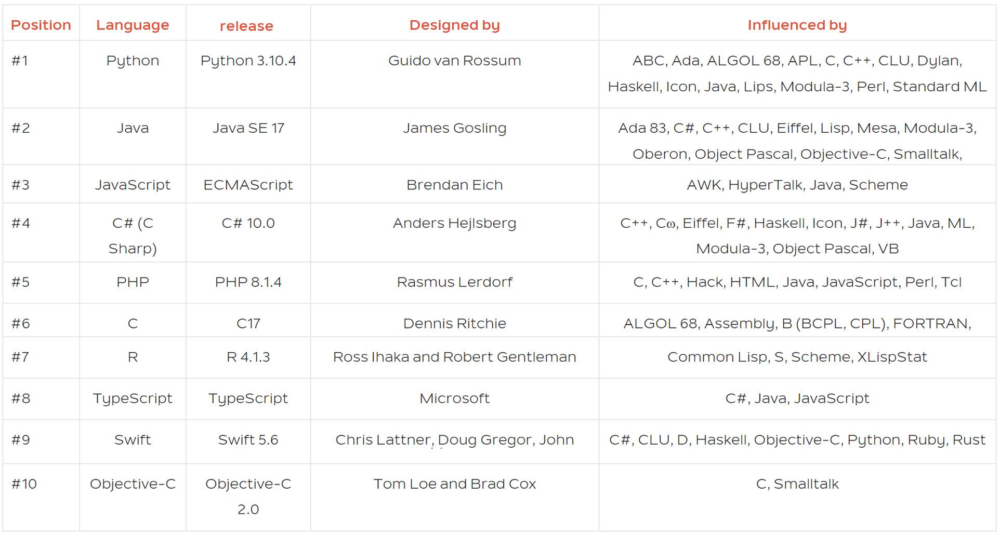 Position Language release Designed by Influenced by
#1 Python Python 3.10.4 Guido van Rossum ABC, Ada, ALGOL 68, APL, C, C++, CLU, Dylan,
Haskell, Icon, Java, Lips, Modula-3, Perl, Standard ML
#2 Java Java SE 17 James Gosling Ada 83, C#, C++, CLU, Eiffel, Lisp, Mesa, Modula-3,
Oberon, Object Pascal, Objective-C, Smalltalk,
#3 JavaScript ECMAScript Brendan Eich AWK, HyperTalk, Java, Scheme
#4 C# (C C# 10.0 Anders Hejlsberg C++, Cω, Eiffel, F#, Haskell, Icon, J#, J++, Java, ML,
Sharp) Modula-3, Object Pascal, VB
#5 PHP PHP 8.1.4 Rasmus Lerdorf C, C++, Hack, HTML, Java, JavaScript, Perl, Tcl
#6 C C17 Dennis Ritchie ALGOL 68, Assembly, B (BCPL, CPL), FORTRAN,
#7 R R 4.1.3 Ross Ihaka and Robert Gentleman Common Lisp, S, Scheme, XLispStat
#8 TypeScript TypeScript Microsoft C#, Java, JavaScript
#9 Swift Swift 5.6 Chris Lattner, Doug Gregor, John C#, CLU, D, Haskell, Objective-C, Python, Ruby, Rust
#10 Objective-C Objective-C Tom Loe and Brad Cox C, Smalltalk
2.0